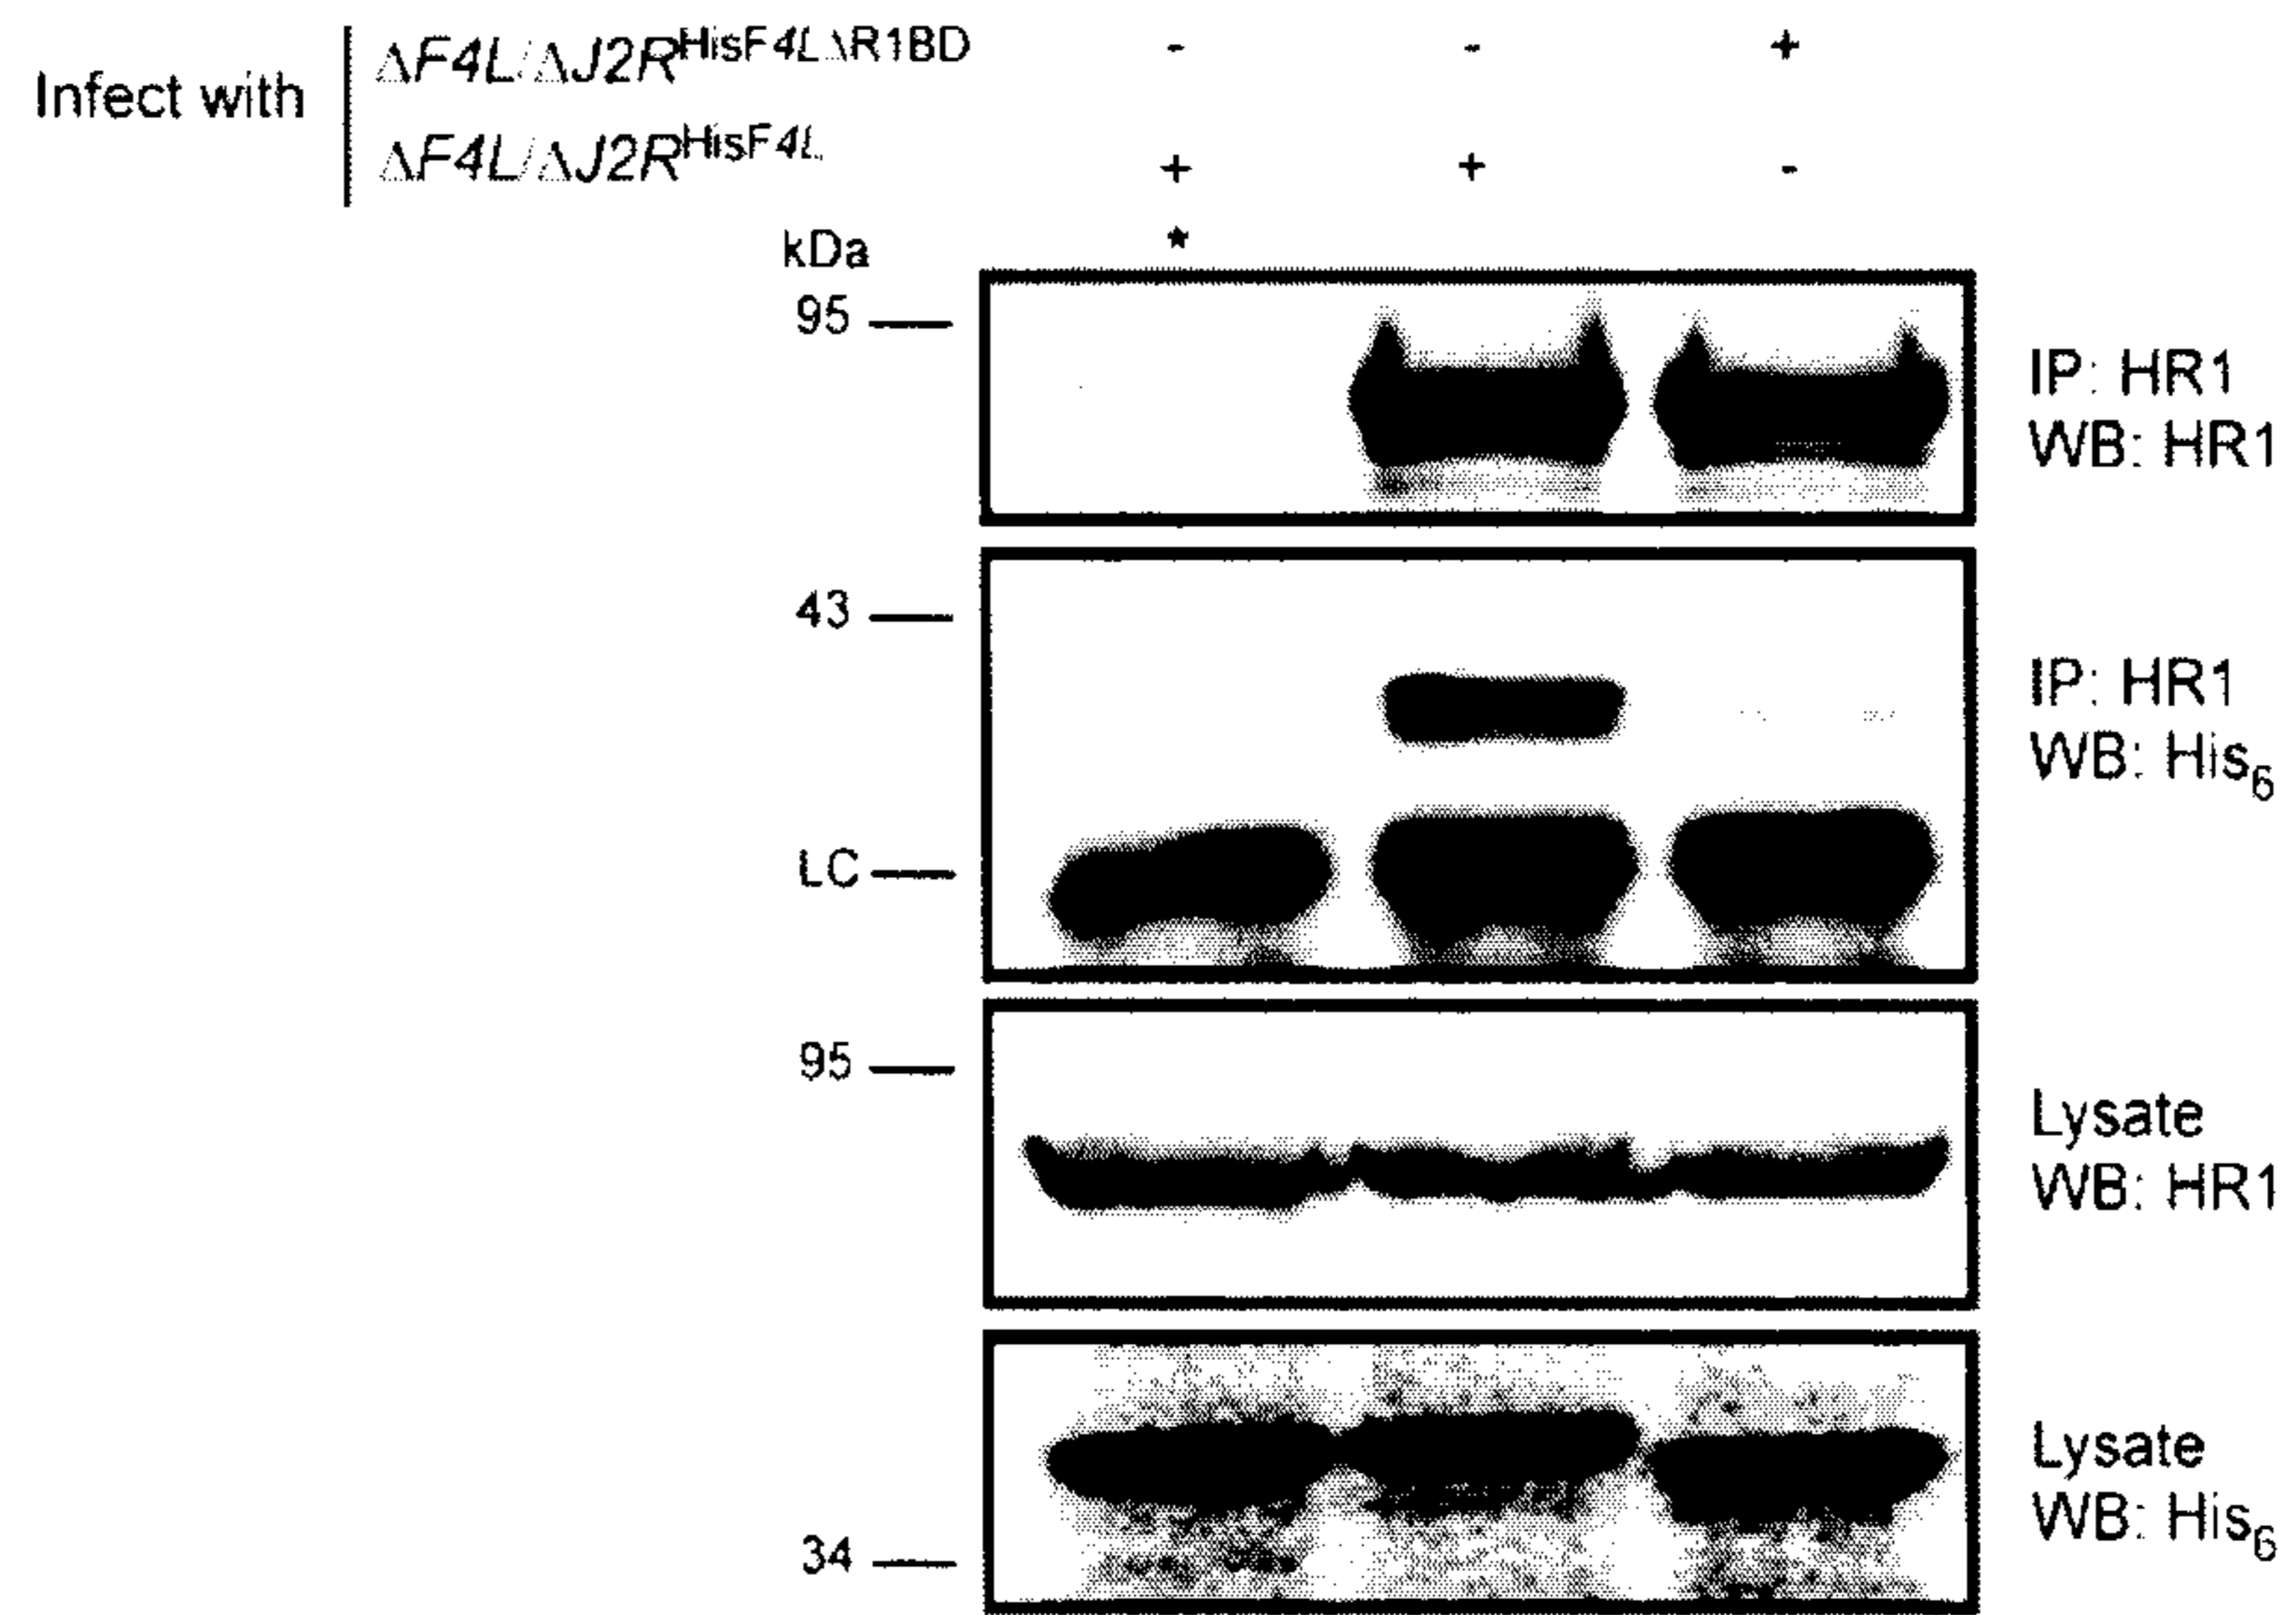 Infect with
ΔF4L/ΔJ2R^HisF4LΔR1BD - - +
ΔF4L/ΔJ2R^HisF4L + + -
kDa *
95
IP: HR1
WB: HR1
43
IP: HR1
WB: His6
LC
95
Lysate
WB: HR1
Lysate
WB: His6
34